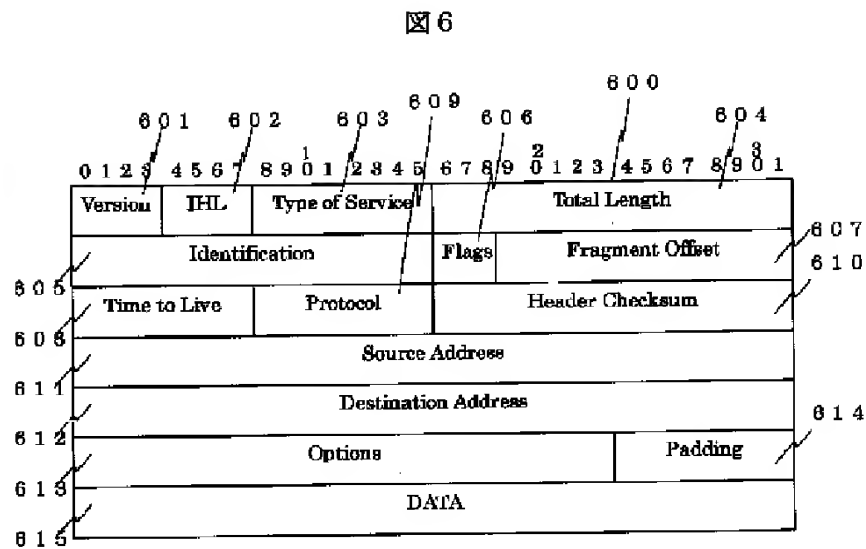 図6
600
609
601 602 603 606 604
1 2 3
0 1 2 3 4 5 6 7 8 9 0 1 2 3 4 5 6 7 8 9 0 1 2 3 4 5 6 7 8 9 0 1
Version IHL Type of Service Total Length
607
Identification Flags Fragment Offset
610
605
Time to Live Protocol Header Checksum
608
Source Address
611
Destination Address
614
612
Options Padding
613
DATA
615